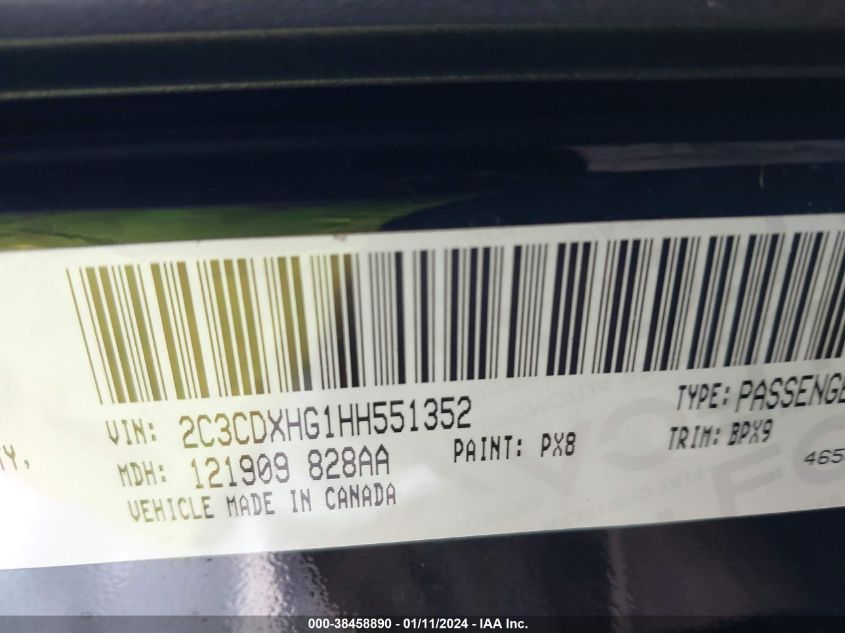 VIN: 2C3CDXHG1HH551352
TYPE: PASSENGE
MDH: 121909 828AA
PAINT: PX8
TRIM: BPX9
VEHICLE MADE IN CANADA
TY,
000-38458890 - 01/11/2024 - IAA Inc.